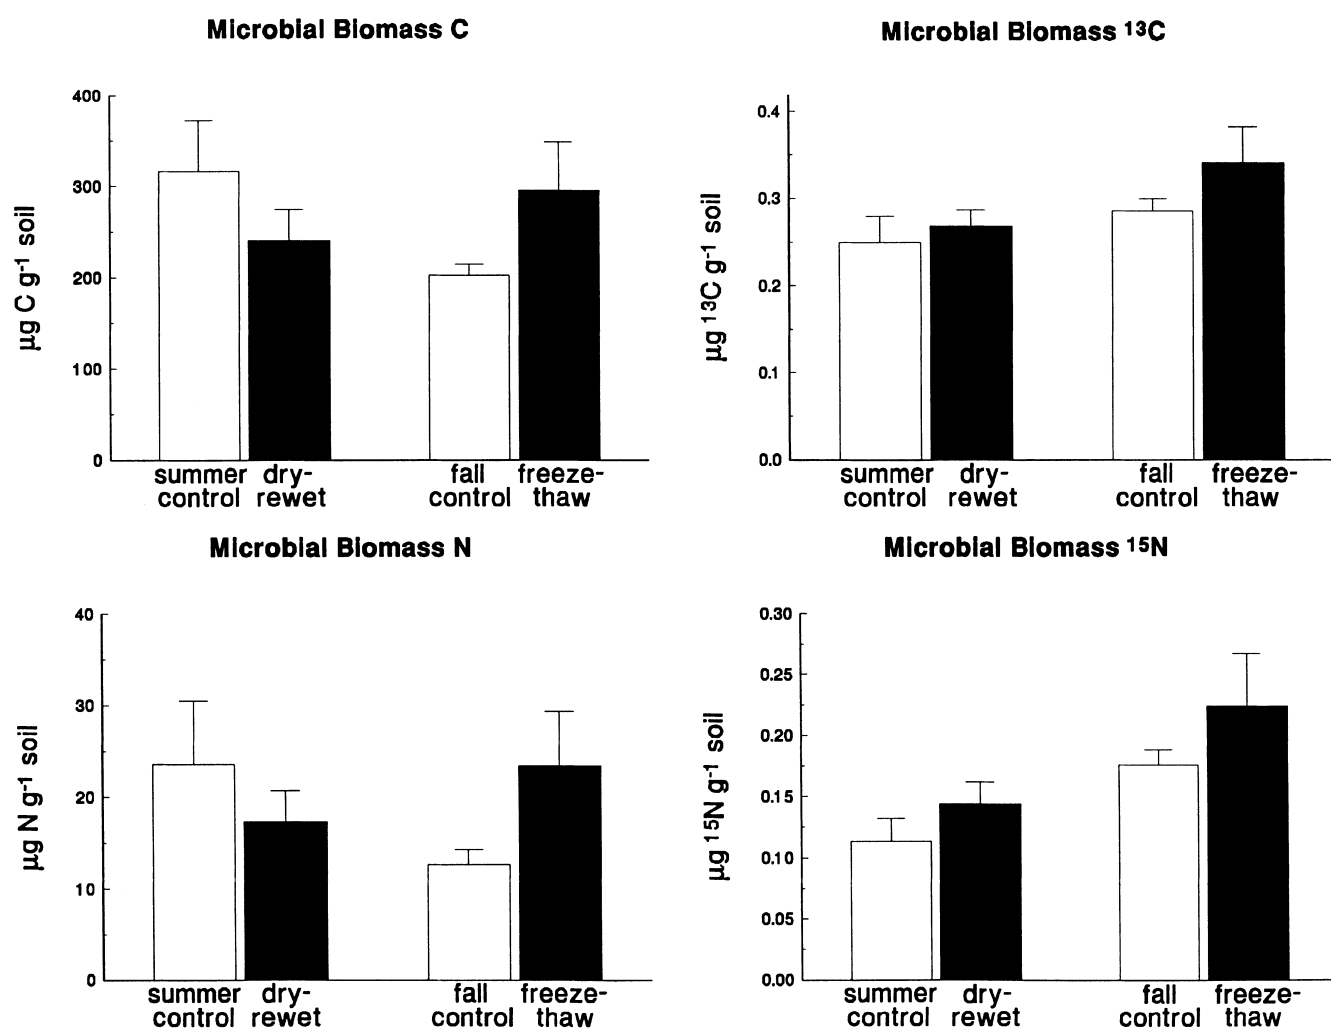 Microbial Biomass C
µg C g-1 soil
400
300
200
100
0
summer dry- fall freeze-
control rewet control thaw
Microbial Biomass 13C
µg 13C g-1 soil
0.4
0.3
0.2
0.1
0.0
summer dry- fall freeze-
control rewet control thaw
Microbial Biomass N
µg N g-1 soil
40
30
20
10
0
summer dry- fall freeze-
control rewet control thaw
Microbial Biomass 15N
µg 15N g-1 soil
0.30
0.25
0.20
0.15
0.10
0.05
0.00
summer dry- fall freeze-
control rewet control thaw